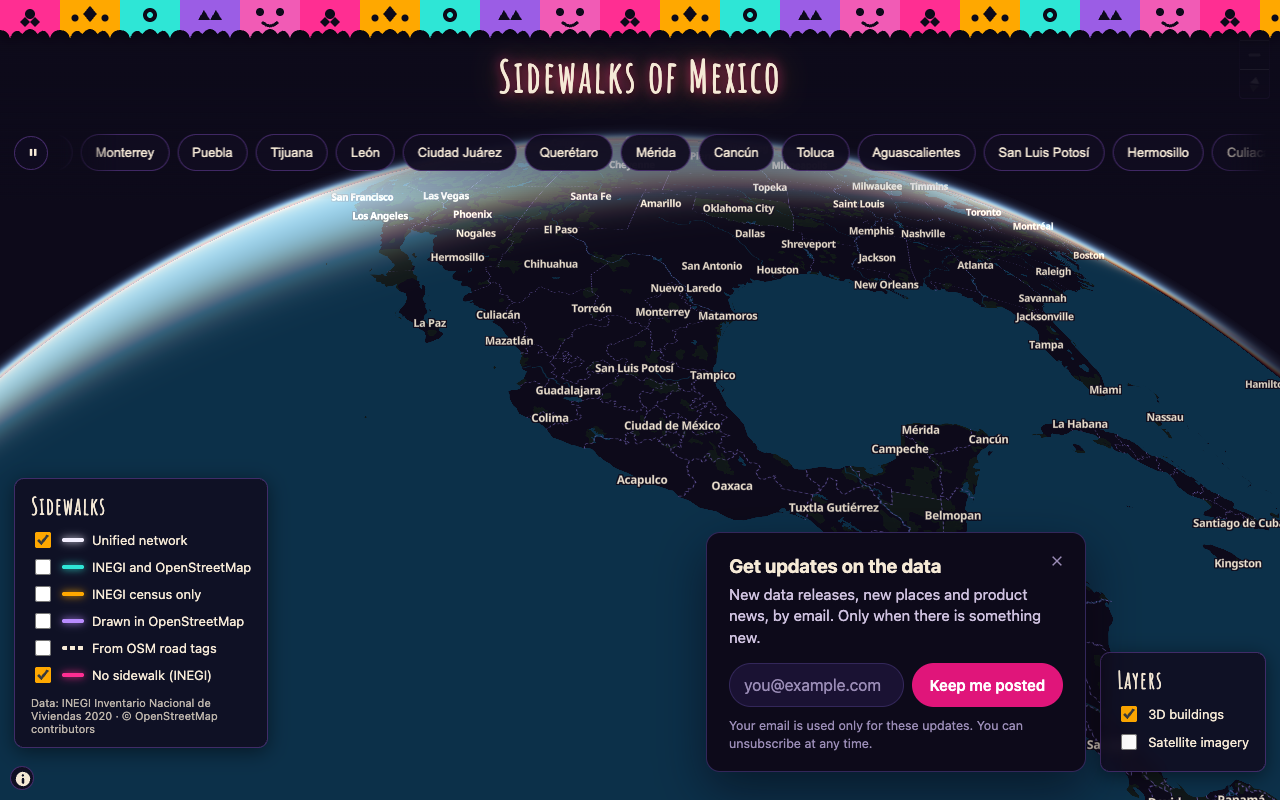 Sidewalks of Mexico
Monterrey Puebla Tijuana León Ciudad Juárez Querétaro Mérida Cancún Toluca Aguascalientes San Luis Potosí Hermosillo Culiac
San Francisco Las Vegas Santa Fe Topeka Milwaukee Timmins
Los Angeles Phoenix Amarillo Oklahoma City Saint Louis Toronto
Nogales El Paso Dallas Memphis Nashville Montréal
Hermosillo Chihuahua San Antonio Shreveport Jackson Atlanta Boston
Houston Raleigh
Nuevo Laredo New Orleans Savannah
La Paz Culiacán Torreón Monterrey Matamoros Jacksonville
Mazatlán Tampa
San Luis Potosí Tampico
Guadalajara Miami
Colima Ciudad de México Mérida Cancún La Habana Nassau
Campeche
Acapulco Oaxaca
Tuxtla Gutiérrez Belmopan Santiago de Cub
Kingston
Sidewalks
Unified network
INEGI and OpenStreetMap
INEGI census only
Drawn in OpenStreetMap
From OSM road tags
No sidewalk (INEGI)
Data: INEGI Inventario Nacional de
Viviendas 2020 · © OpenStreetMap
contributors
Get updates on the data
New data releases, new places and product
news, by email. Only when there is something
new.
you@example.com Keep me posted
Your email is used only for these updates. You can
unsubscribe at any time.
Layers
3D buildings
Satellite imagery